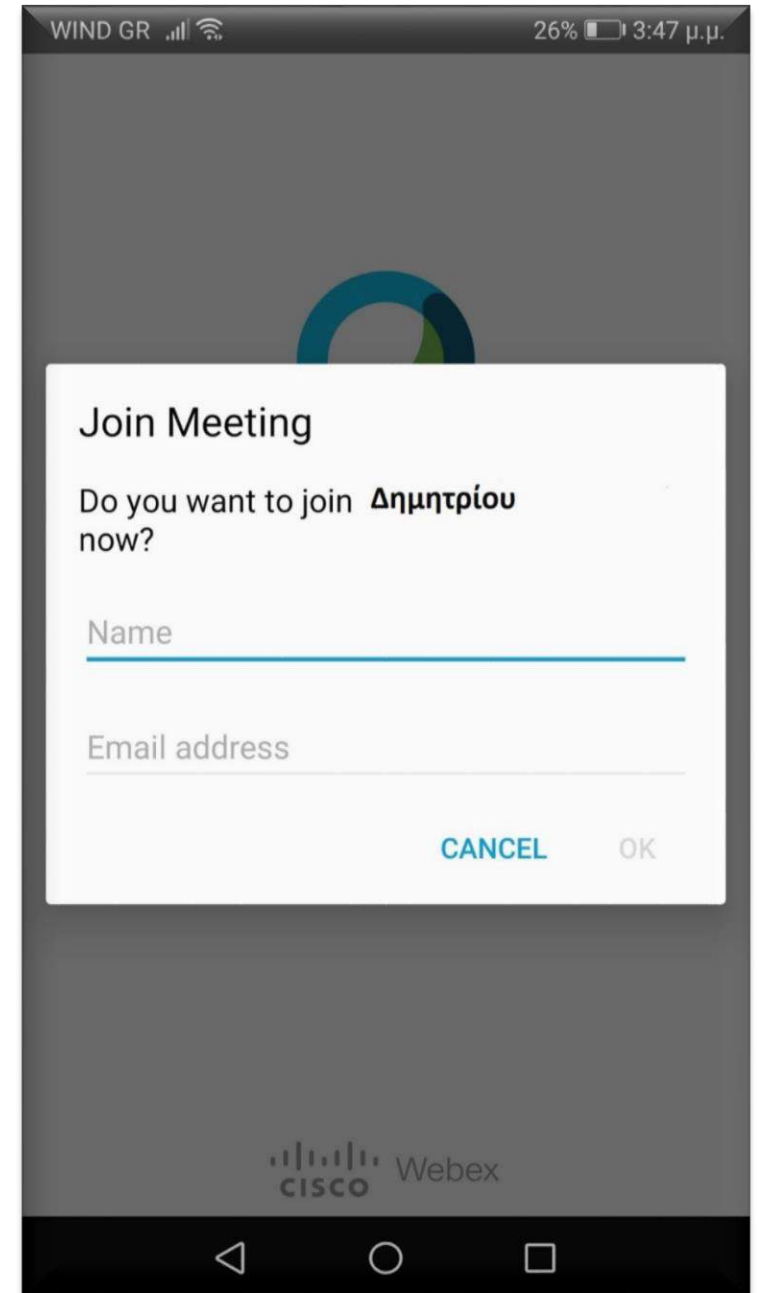 WIND GR 26% 3:47 μ.μ.
Join Meeting
Do you want to join Δημητρίου
now?
Name
Email address
CANCEL OK
CISCO Webex